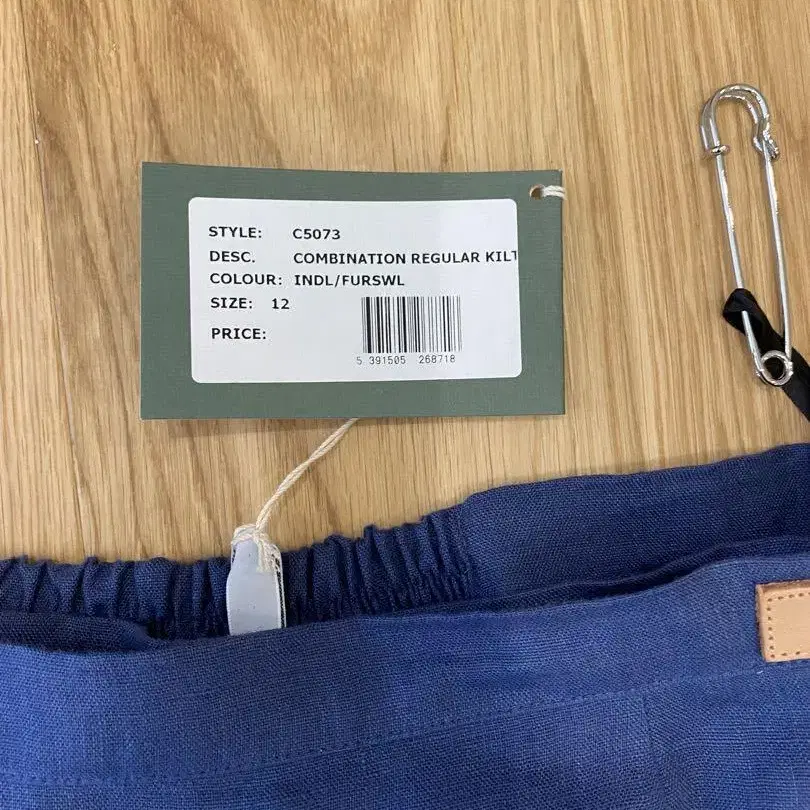 STYLE: C5073
DESC. COMBINATION REGULAR KILT
COLOUR: INDL/FURSWL
SIZE: 12
PRICE:
5 391505 268718